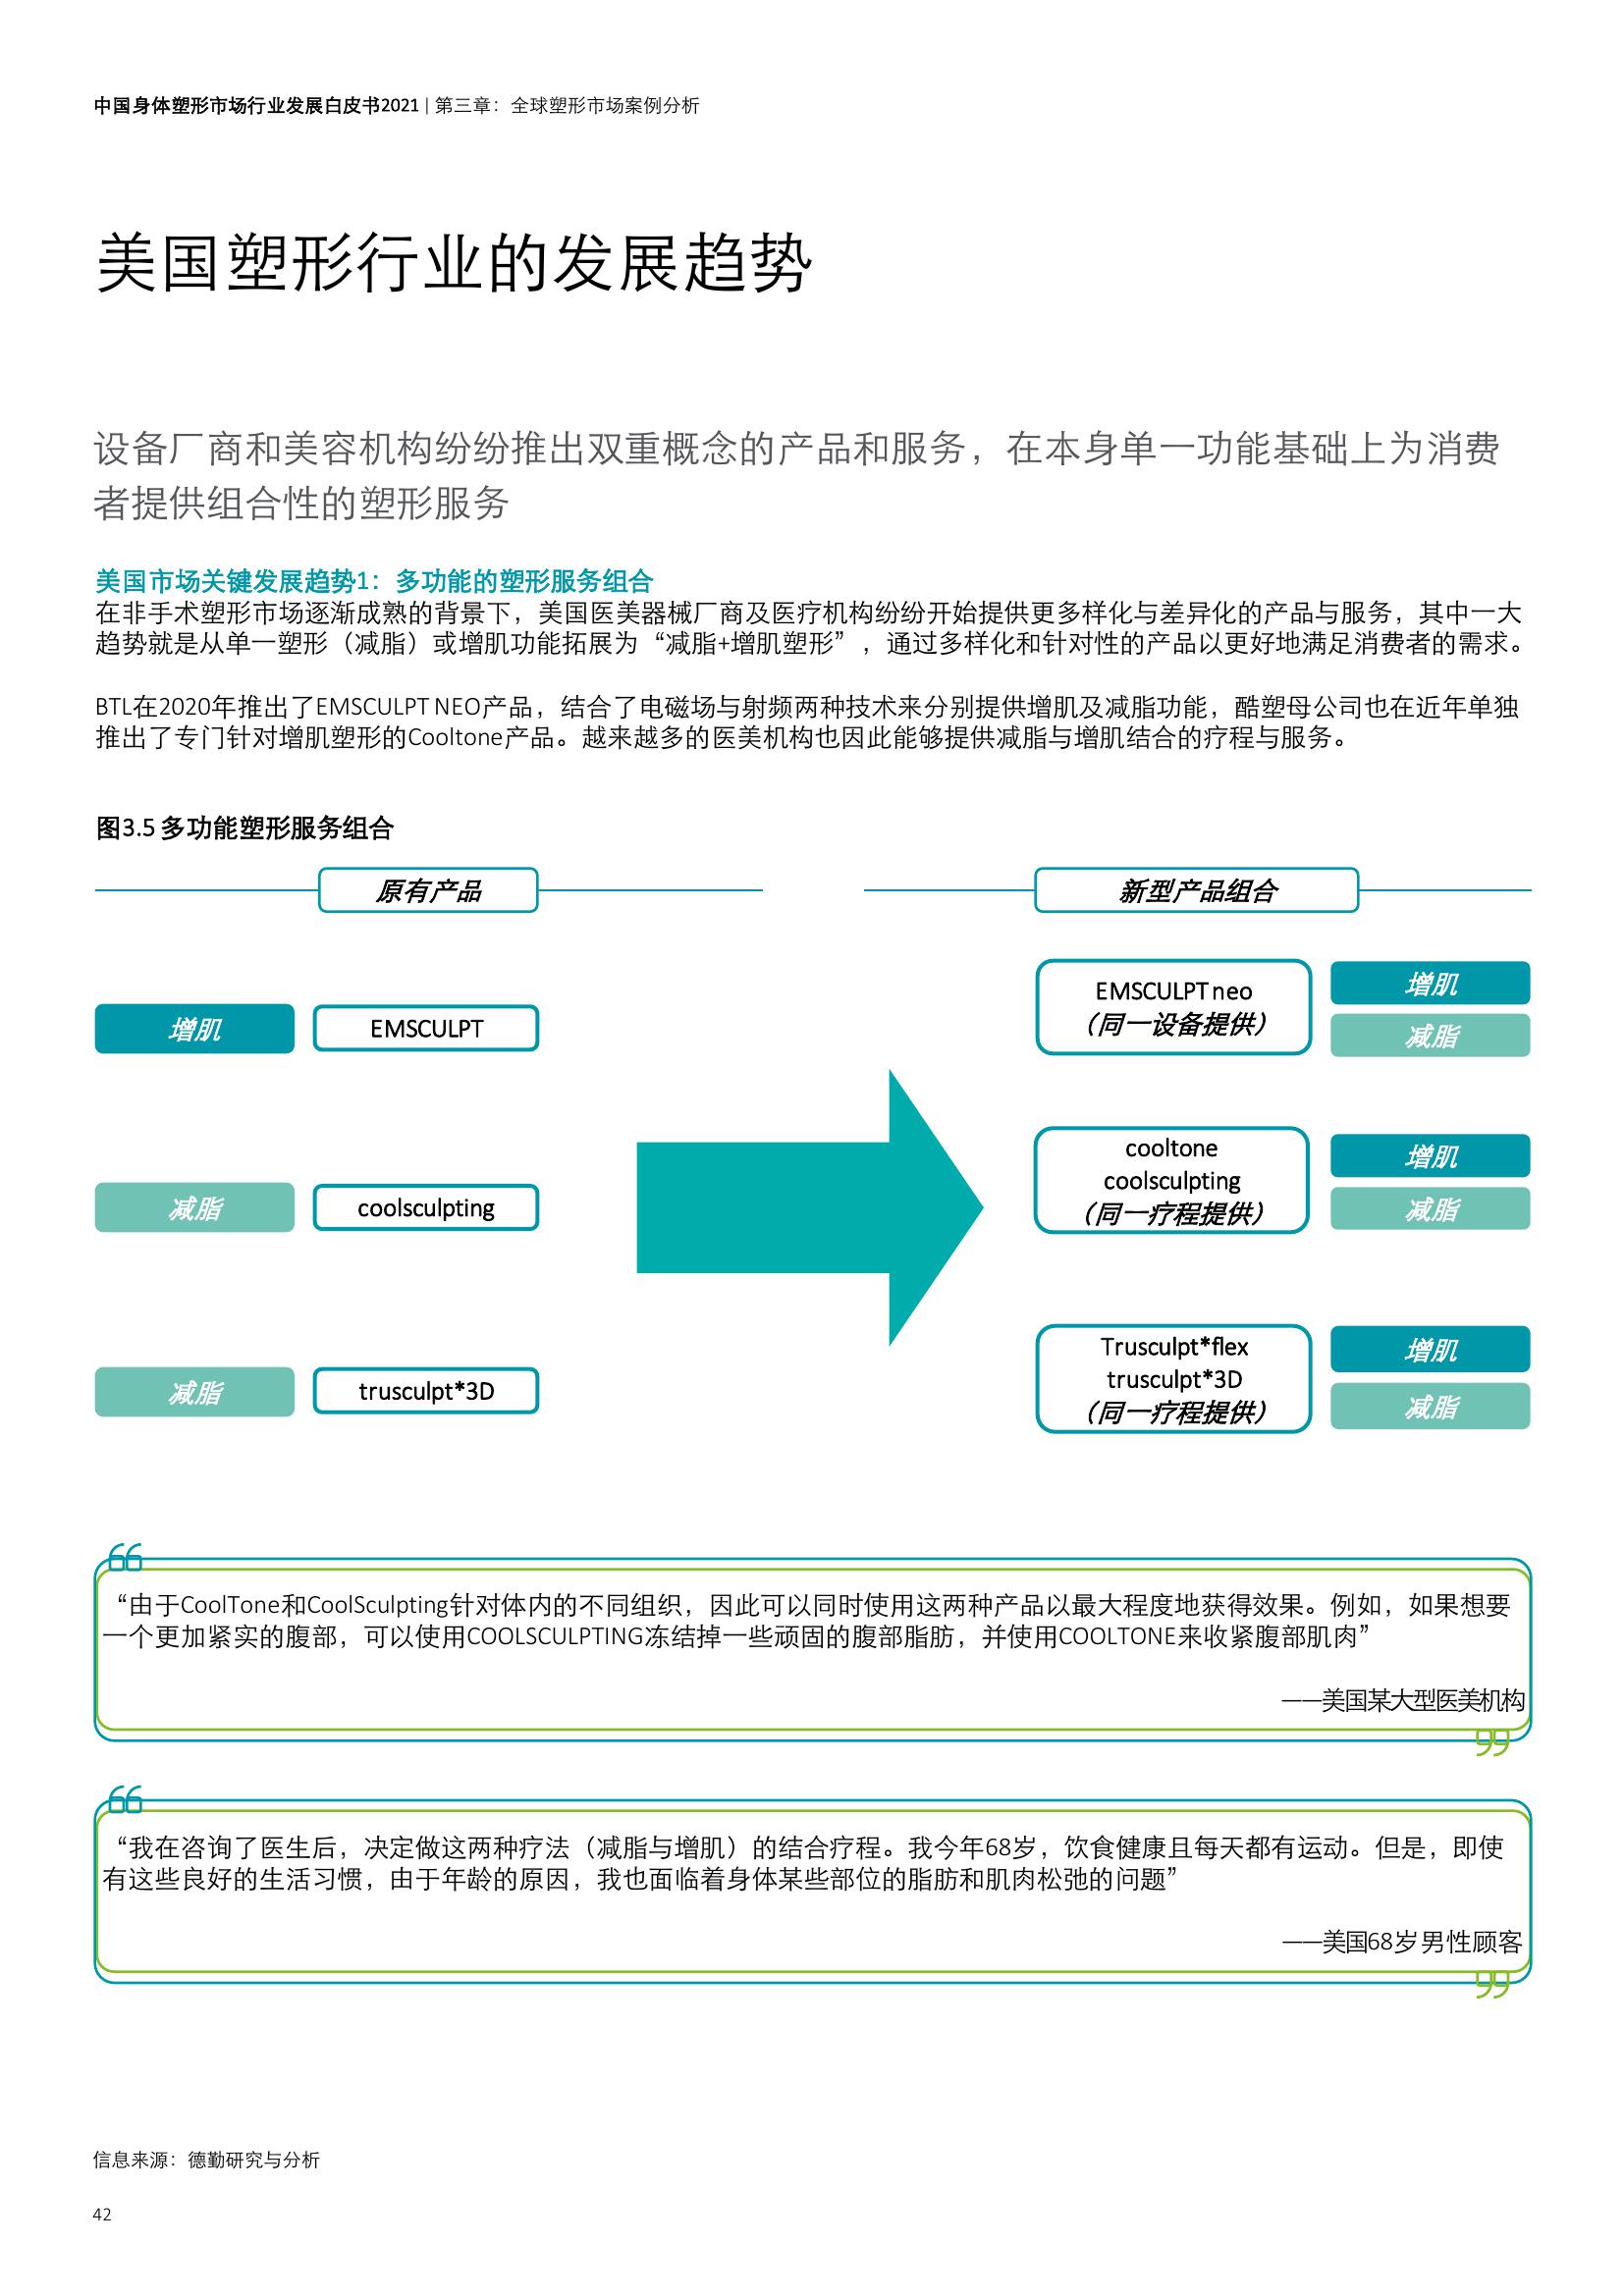 中国身体塑形市场行业发展白皮书2021 | 第三章：全球塑形市场案例分析
美国塑形行业的发展趋势
设备厂商和美容机构纷纷推出双重概念的产品和服务，在本身单一功能基础上为消费
者提供组合性的塑形服务
美国市场关键发展趋势1：多功能的塑形服务组合
在非手术塑形市场逐渐成熟的背景下，美国医美器械厂商及医疗机构纷纷开始提供更多样化与差异化的产品与服务，其中一大
趋势就是从单一塑形（减脂）或增肌功能拓展为“减脂+增肌塑形”，通过多样化和针对性的产品以更好地满足消费者的需求。
BTL在2020年推出了EMSCULPT NEO产品，结合了电磁场与射频两种技术来分别提供增肌及减脂功能，酷塑母公司也在近年单独
推出了专门针对增肌塑形的Cooltone产品。越来越多的医美机构也因此能够提供减脂与增肌结合的疗程与服务。
图3.5 多功能塑形服务组合
原有产品
新型产品组合
增肌
EMSCULPT
EMSCULPT neo
（同一设备提供）
增肌
减脂
减脂
coolsculpting
cooltone
coolsculpting
（同一疗程提供）
增肌
减脂
减脂
trusculpt*3D
Trusculpt*flex
trusculpt*3D
（同一疗程提供）
增肌
减脂
“由于CoolTone和CoolSculpting针对体内的不同组织，因此可以同时使用这两种产品以最大程度地获得效果。例如，如果想要
一个更加紧实的腹部，可以使用COOLSCULPTING冻结掉一些顽固的腹部脂肪，并使用COOLTONE来收紧腹部肌肉”
——美国某大型医美机构
“我在咨询了医生后，决定做这两种疗法（减脂与增肌）的结合疗程。我今年68岁，饮食健康且每天都有运动。但是，即使
有这些良好的生活习惯，由于年龄的原因，我也面临着身体某些部位的脂肪和肌肉松弛的问题”
——美国68岁男性顾客
信息来源：德勤研究与分析
42